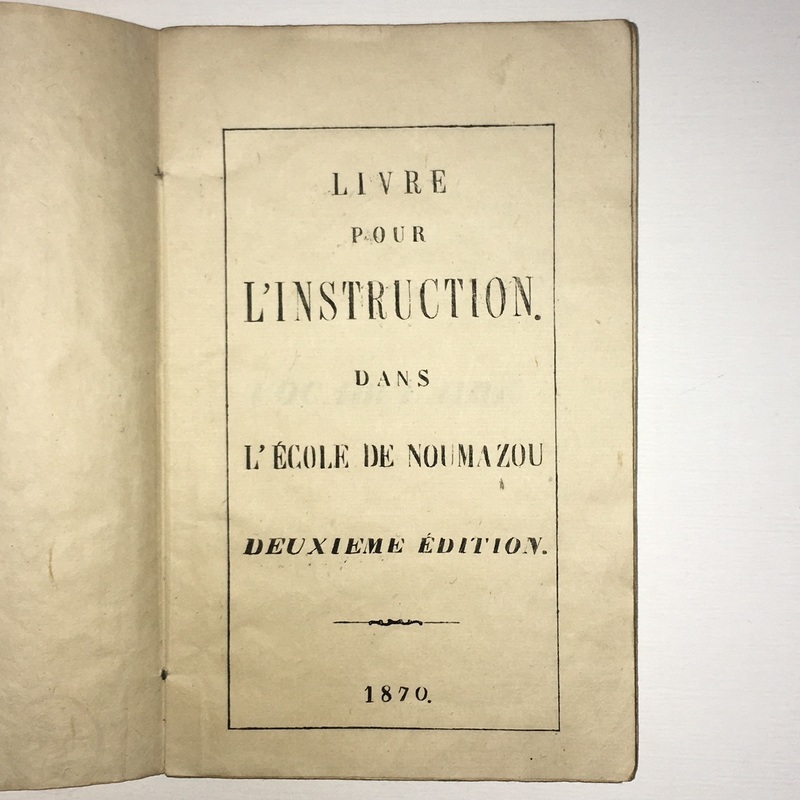 LIVRE
POUR
L'INSTRUCTION.
DANS
L'ÉCOLE DE NOUMAZOU
DEUXIEME ÉDITION.
1870.